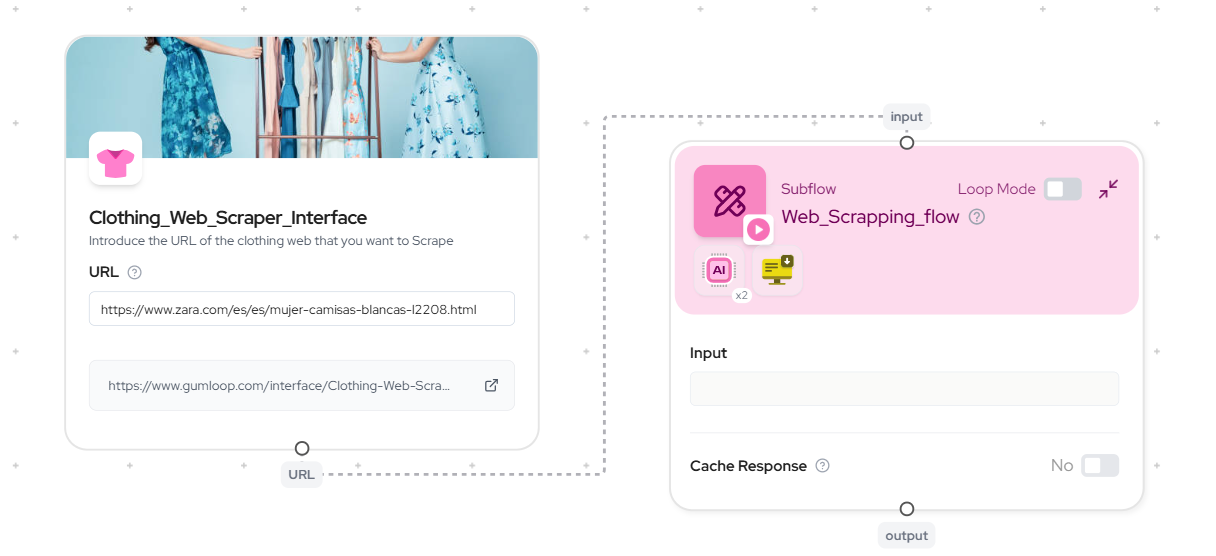 Clothing_Web_Scraper_Interface
Introduce the URL of the clothing web that you want to Scrape
URL
https://www.zara.com/es/es/mujer-camisas-blancas-l2208.html
https://www.gumloop.com/interface/Clothing-Web-Scra...
URL
input
Subflow
Loop Mode
Web_Scrapping_flow
AI
x2
Input
Cache Response
No
output